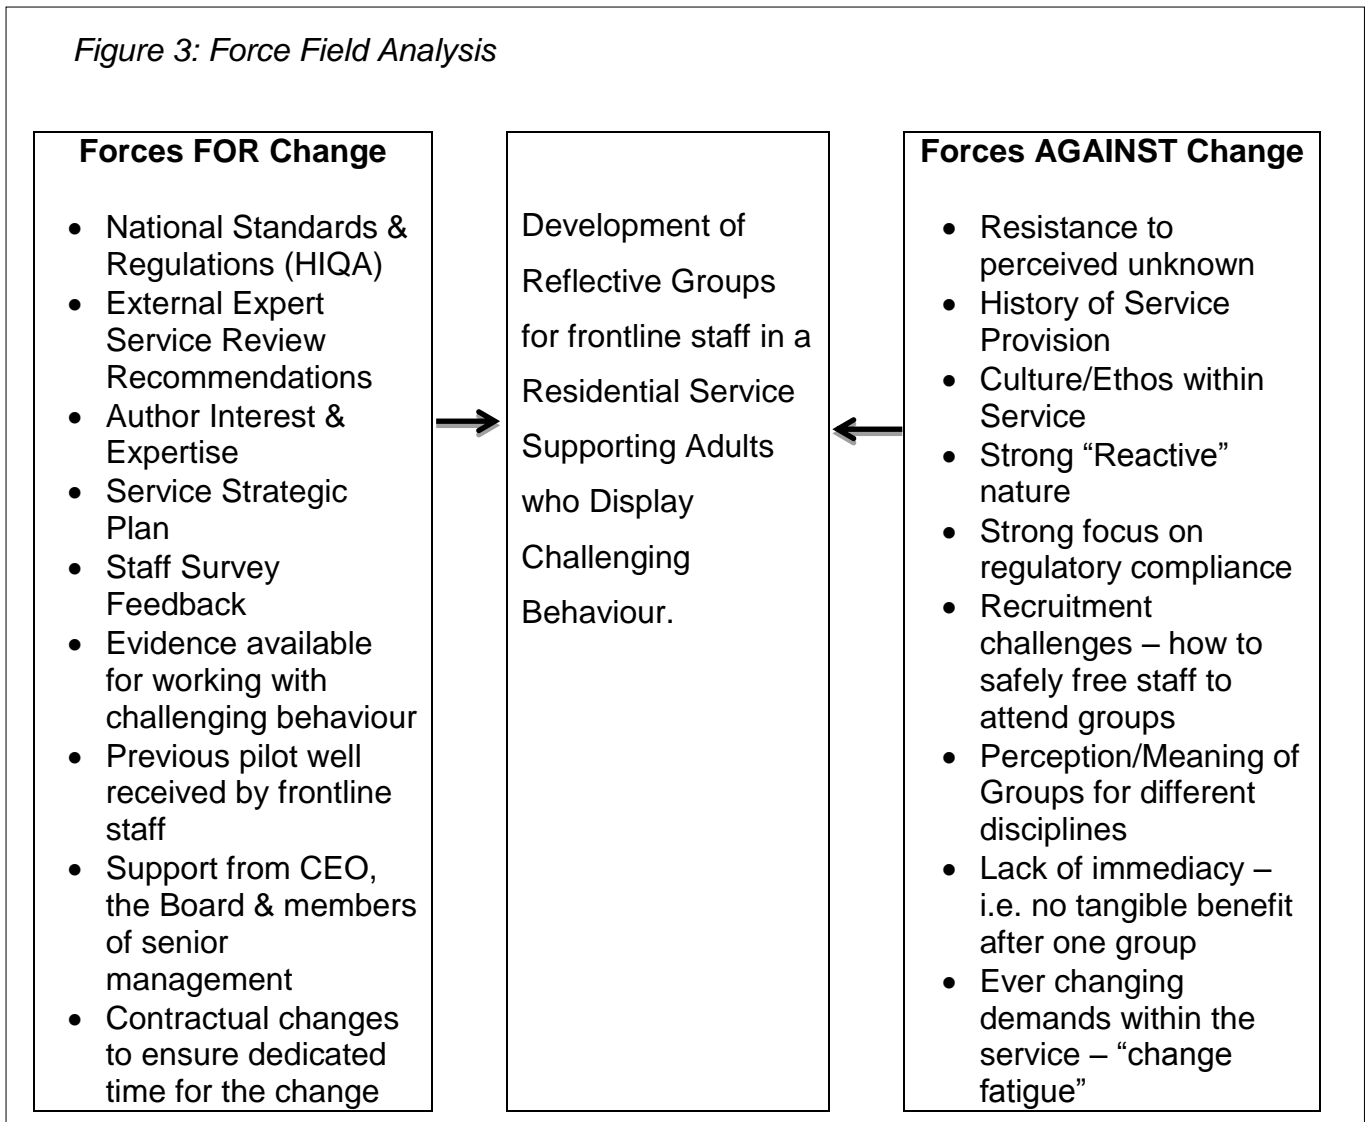 Figure 3: Force Field Analysis
Forces FOR Change
• National Standards &
Regulations (HIQA)
• External Expert
Service Review
Recommendations
• Author Interest &
Expertise
• Service Strategic
Plan
• Staff Survey
Feedback
• Evidence available
for working with
challenging behaviour
• Previous pilot well
received by frontline
staff
• Support from CEO,
the Board & members
of senior
management
• Contractual changes
to ensure dedicated
time for the change
Development of
Reflective Groups
for frontline staff in a
Residential Service
Supporting Adults
who Display
Challenging
Behaviour.
Forces AGAINST Change
• Resistance to
perceived unknown
• History of Service
Provision
• Culture/Ethos within
Service
• Strong “Reactive”
nature
• Strong focus on
regulatory compliance
• Recruitment
challenges – how to
safely free staff to
attend groups
• Perception/Meaning of
Groups for different
disciplines
• Lack of immediacy –
i.e. no tangible benefit
after one group
• Ever changing
demands within the
service – “change
fatigue”